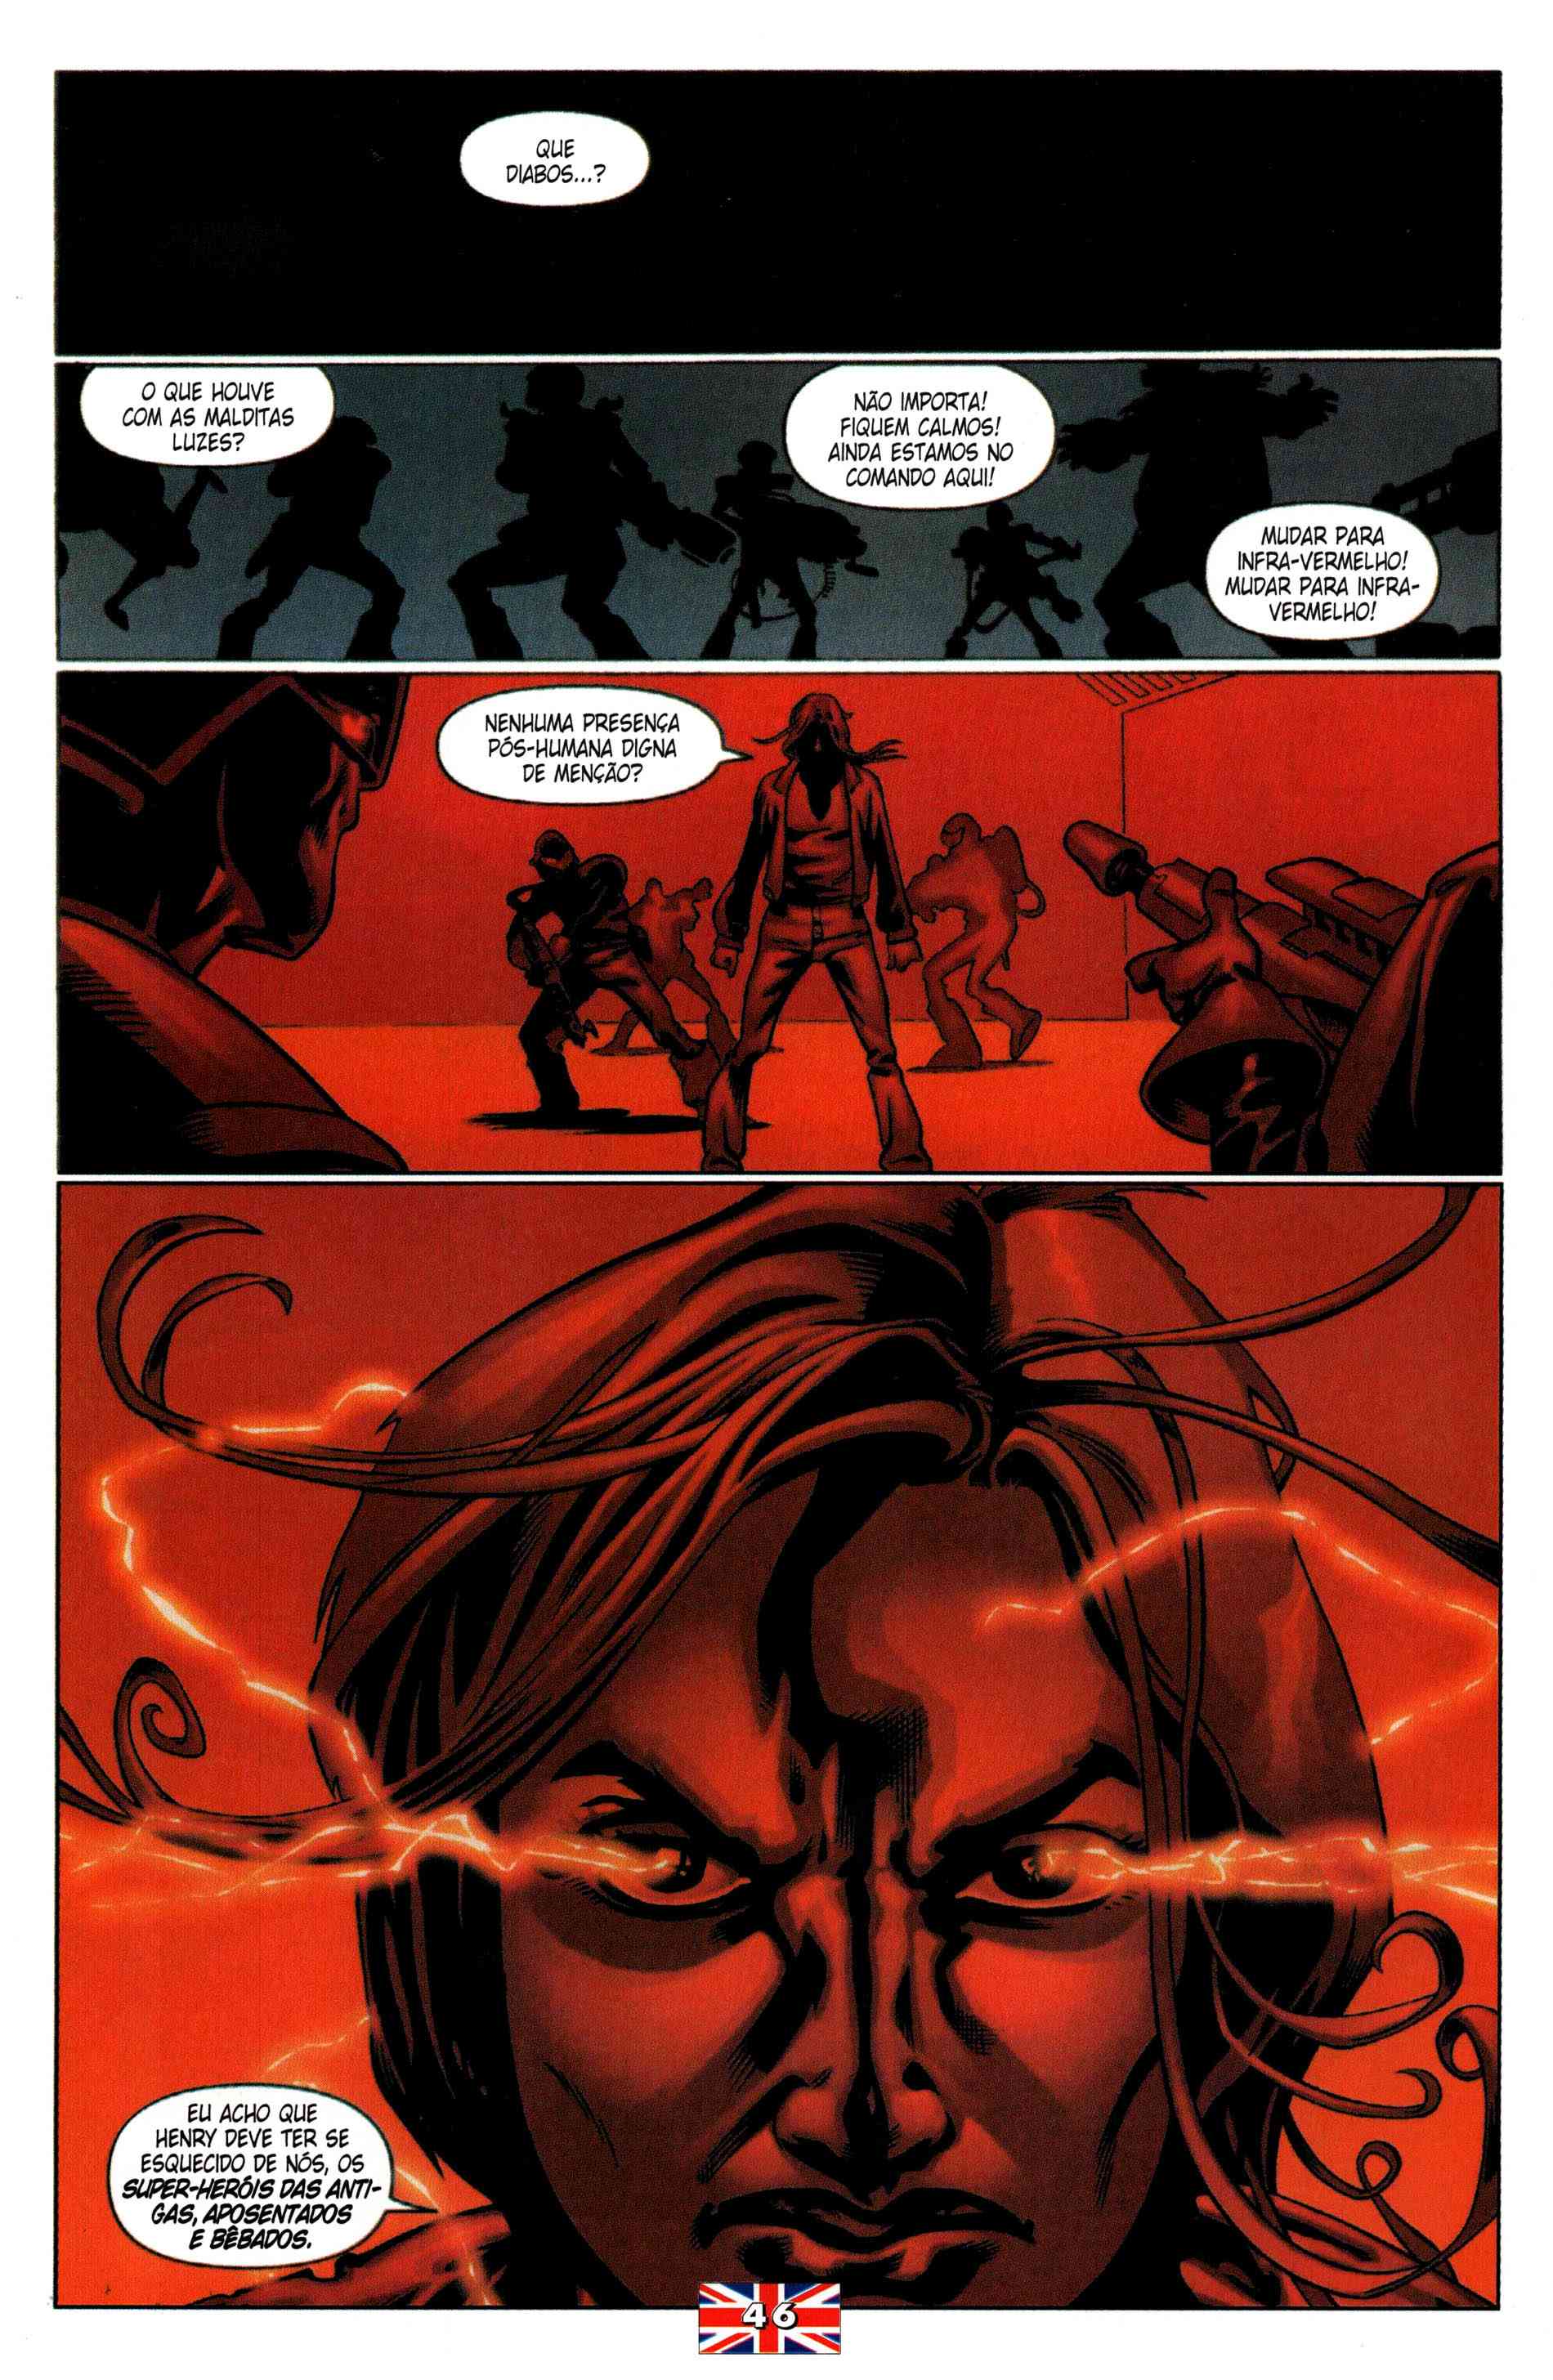 QUE
DIABOS...?
O QUE HOUVE
COM AS MALDITAS
LUZES?
NÃO IMPORTA!
FIQUEM CALMOS!
AINDA ESTAMOS NO
COMANDO AQUI!
MUDAR PARA
INFRA-VERMELHO!
MUDAR PARA INFRA-
VERMELHO!
NENHUMA PRESENÇA
PÓS-HUMANA DIGNA
DE MENÇÃO?
EU ACHO QUE
HENRY DEVE TER SE
ESQUECIDO DE NÓS, OS
SUPER-HERÓIS DAS ANTI-
GAS, APOSENTADOS
E BÊBADOS.
46